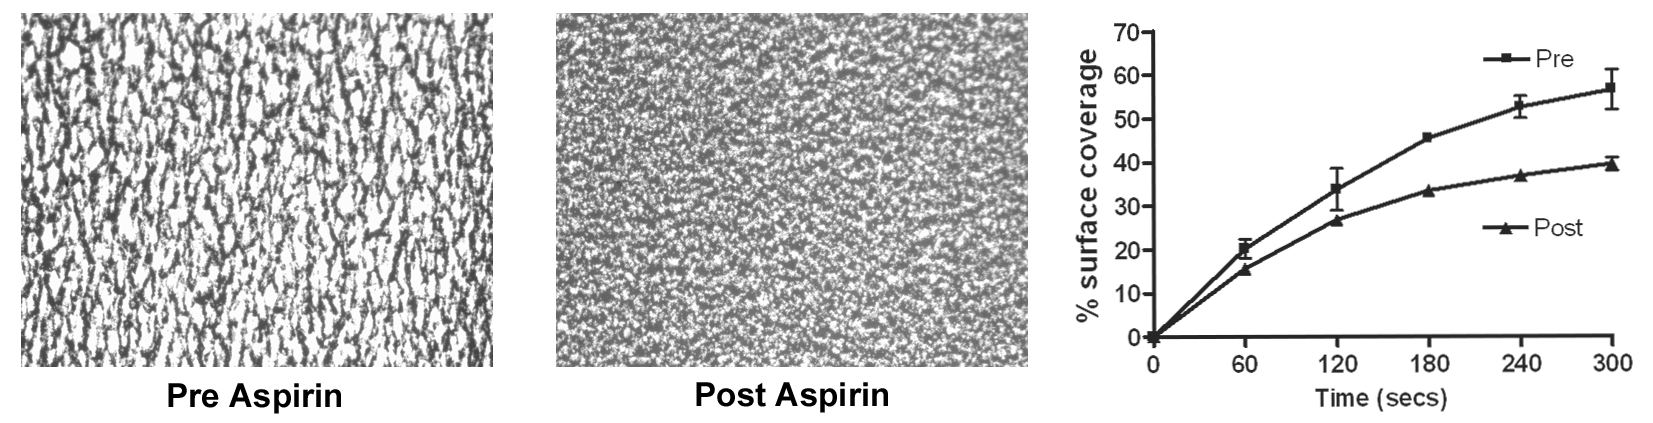 Pre Aspirin
Post Aspirin
% surface coverage
70
60
50
40
30
20
10
0
Pre
Post
0 60 120 180 240 300
Time (secs)